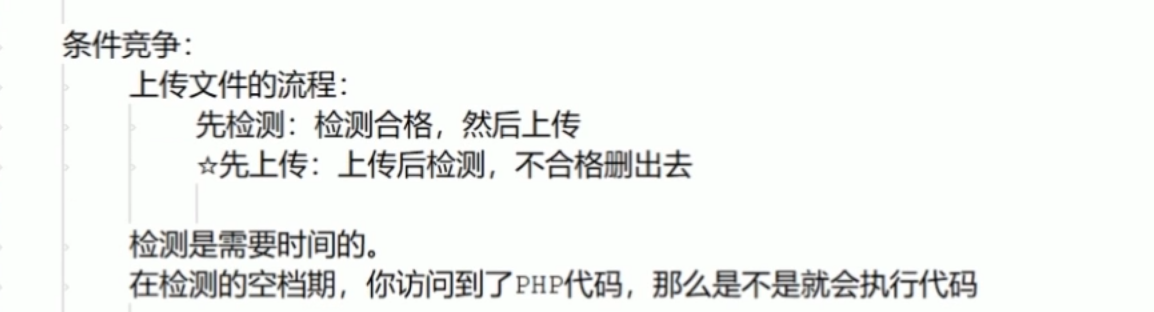 条件竞争：
上传文件的流程：
先检测：检测合格，然后上传
☆先上传：上传后检测，不合格删出去
检测是需要时间的。
在检测的空档期，你访问到了PHP代码，那么是不是就会执行代码